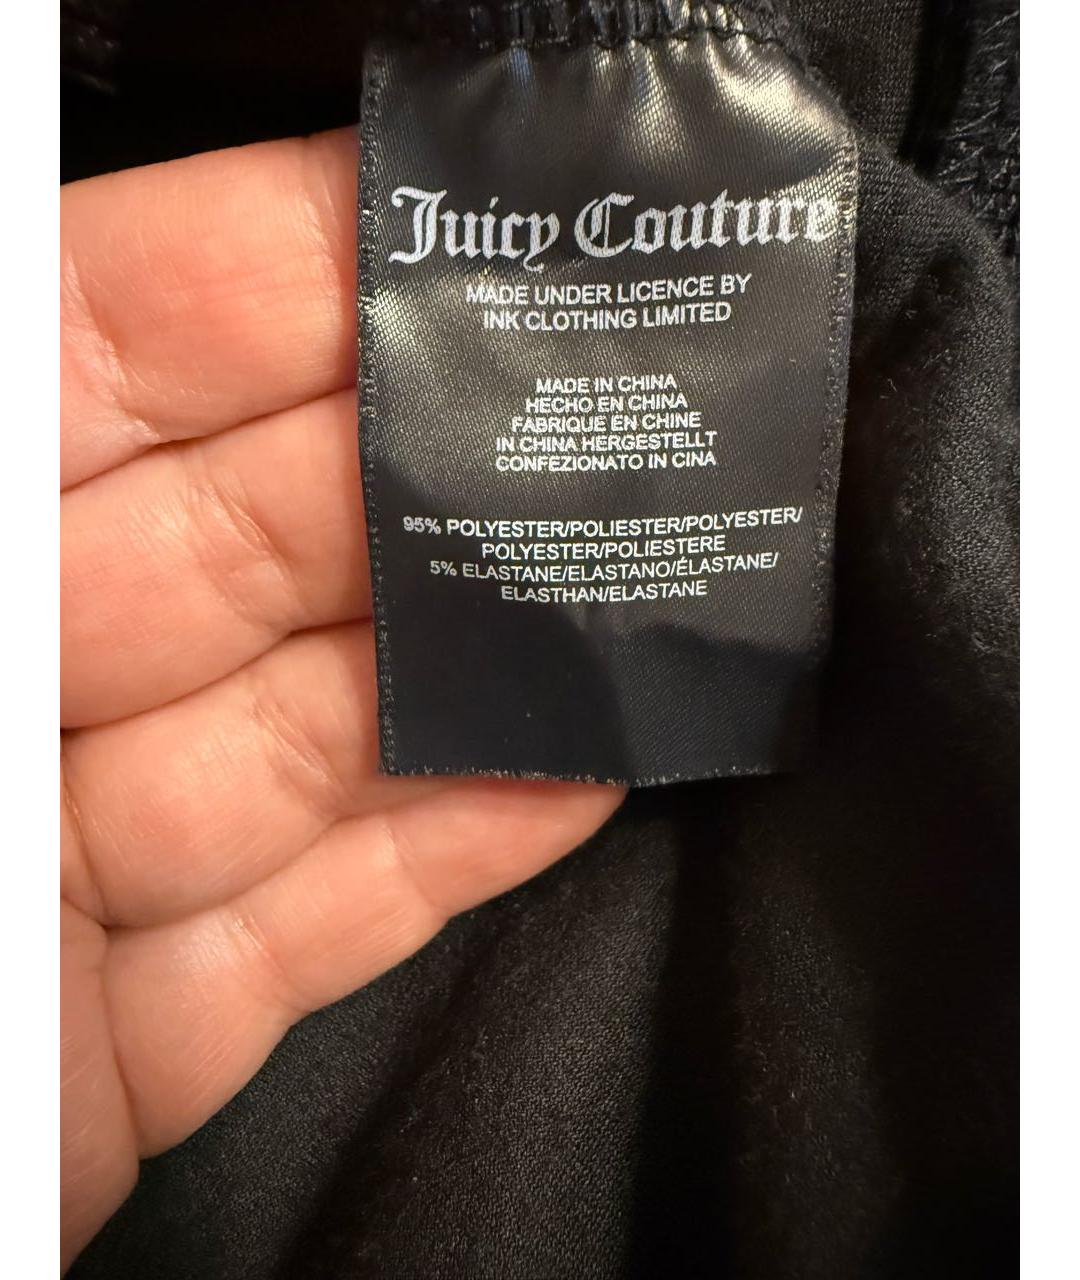 Juicy Couture
MADE UNDER LICENCE BY
INK CLOTHING LIMITED
MADE IN CHINA
HECHO EN CHINA
FABRIQUE EN CHINE
IN CHINA HERGESTELLT
CONFEZIONATO IN CINA
95% POLYESTER/POLIESTER/POLYESTER/
POLYESTER/POLIESTERE
5% ELASTANE/ELASTANO/ÉLASTANE/
ELASTHAN/ELASTANE